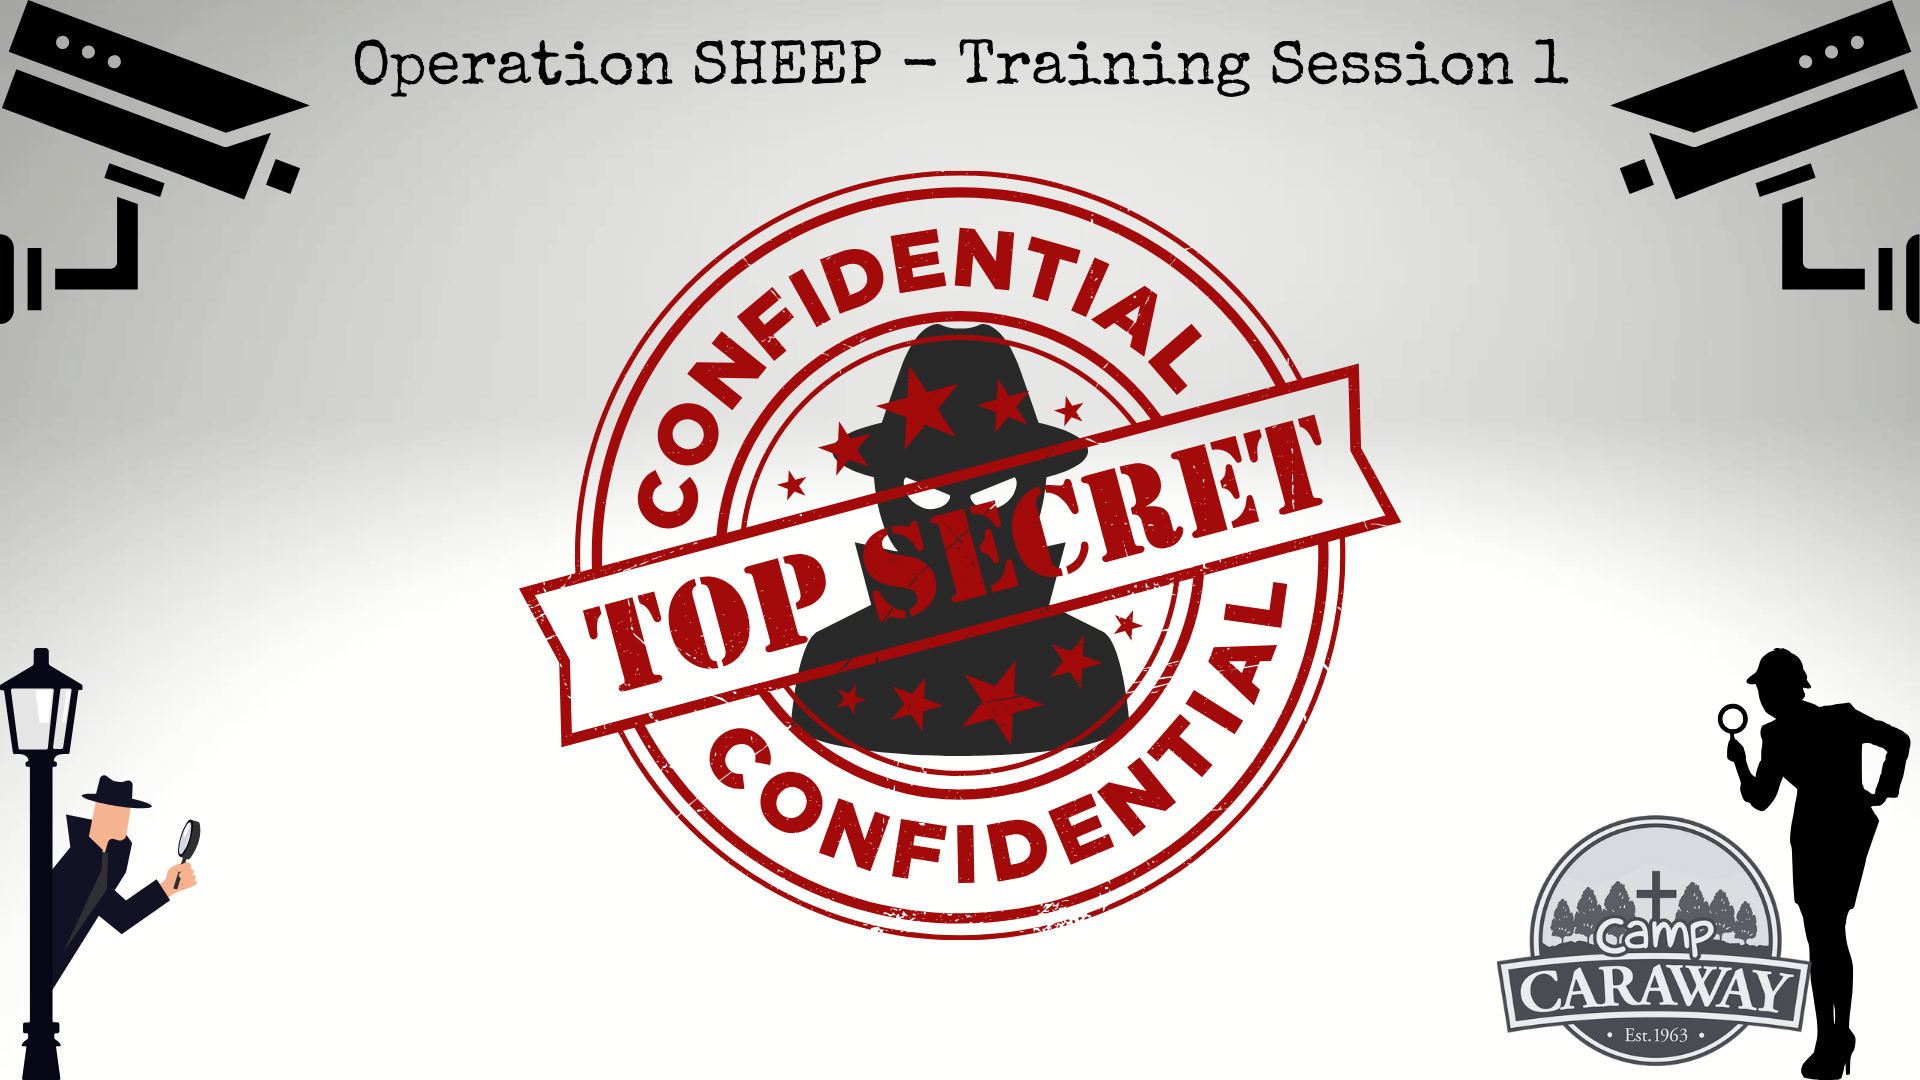 Operation SHEEP - Training Session 1
CONFIDENTIAL
TOP SECRET
CONFIDENTIAL
camp
CARAWAY
• Est.1963 •